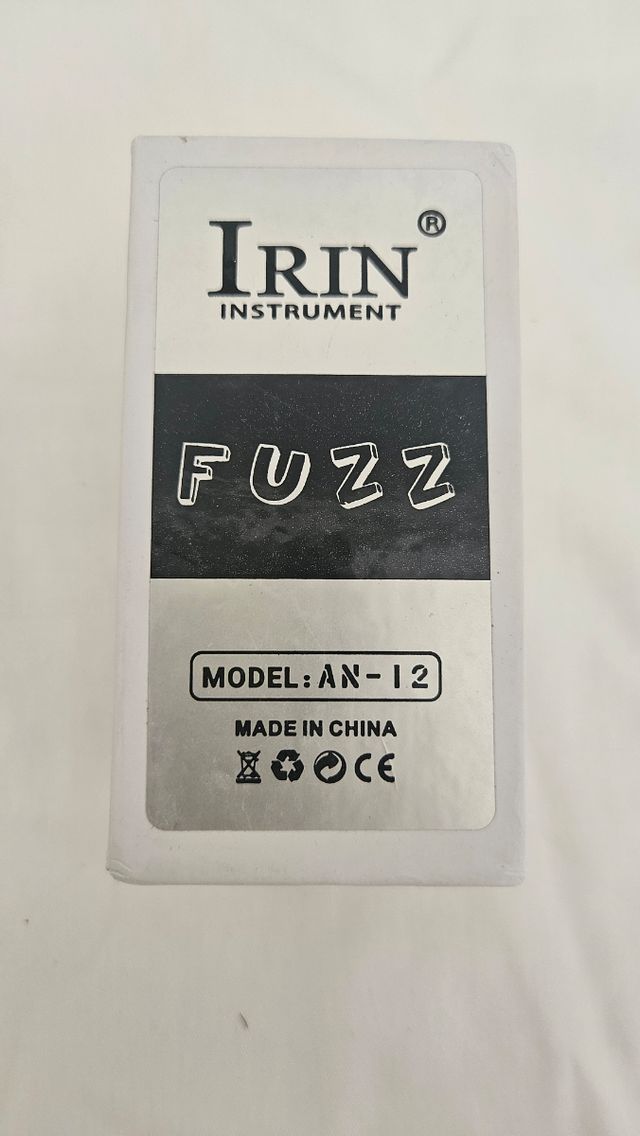 IRIN®
INSTRUMENT
FUZZ
MODEL: AN-12
MADE IN CHINA
CE